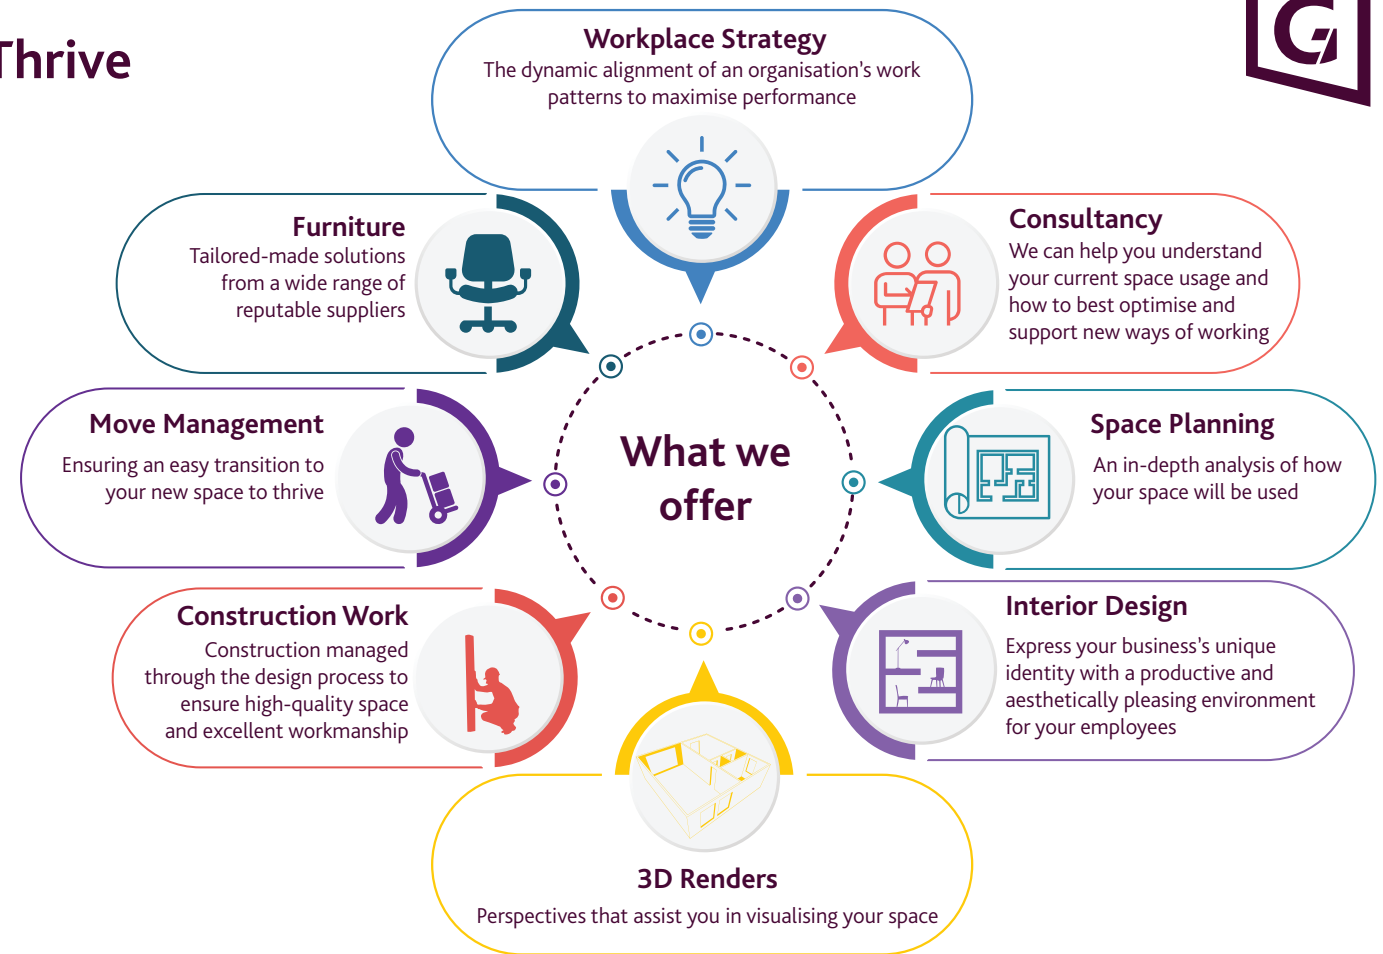 Thrive
Workplace Strategy
The dynamic alignment of an organisation's work
patterns to maximise performance
Consultancy
We can help you understand
your current space usage and
how to best optimise and
support new ways of working
Space Planning
An in-depth analysis of how
your space will be used
Interior Design
Express your business's unique
identity with a productive and
aesthetically pleasing environment
for your employees
3D Renders
Perspectives that assist you in visualising your space
Construction Work
Construction managed
through the design process to
ensure high-quality space
and excellent workmanship
Move Management
Ensuring an easy transition to
your new space to thrive
Furniture
Tailored-made solutions
from a wide range of
reputable suppliers
What we
offer
G